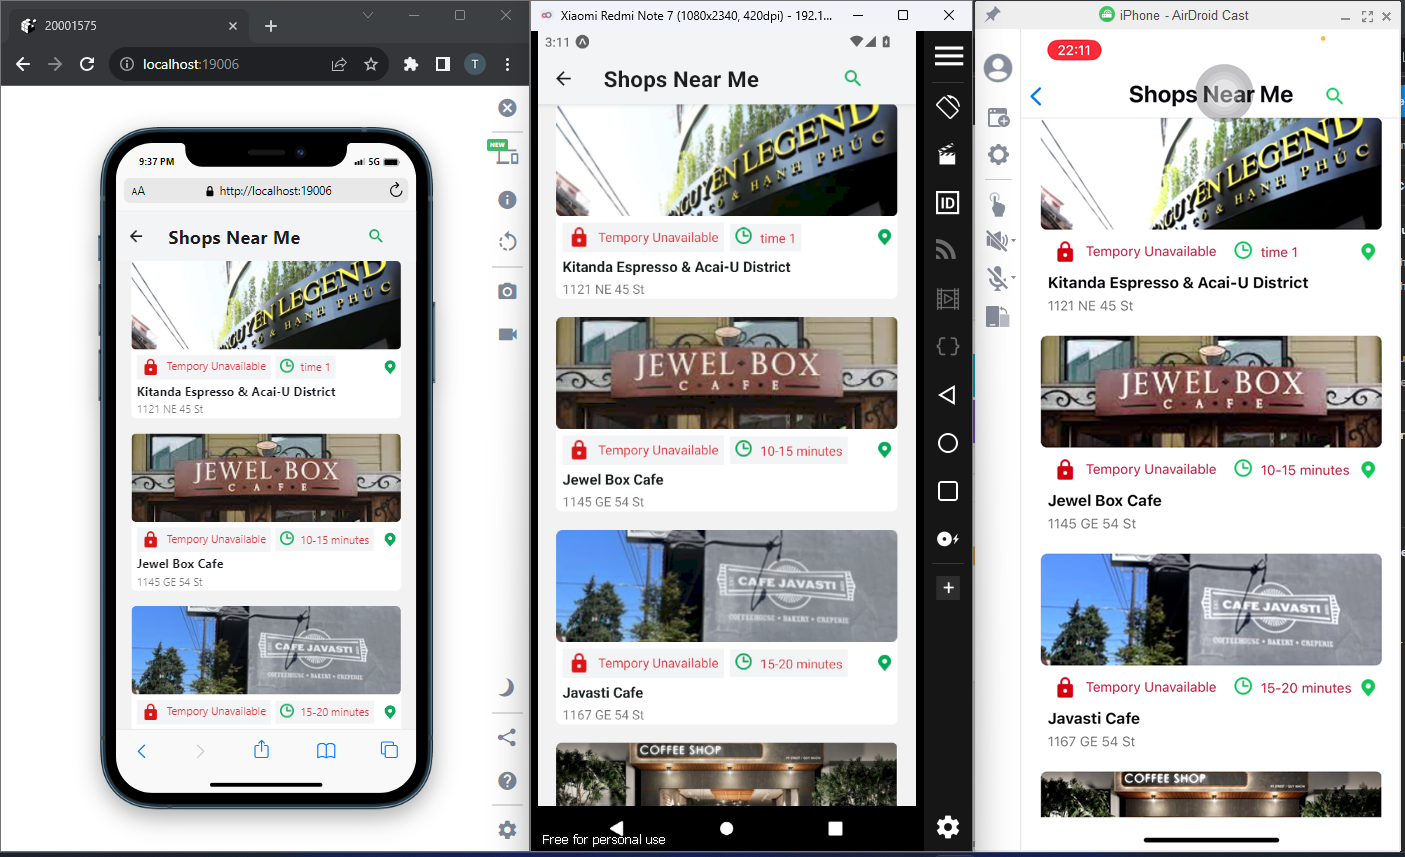 20001575
localhost:19006
T
9:37 PM
5G
AA
http://localhost:19006
Shops Near Me
NGUYEN LEGEND
CÓ & HẠNH PHÚC
Tempory Unavailable
time 1
Kitanda Espresso & Acai-U District
1121 NE 45 St
JEWEL·BOX
CAFE
Tempory Unavailable
10-15 minutes
Jewel Box Cafe
1145 GE 54 St
CAFE JAVASTI
COFFEEHOUSE • BAKERY • CREPERIE
Tempory Unavailable
15-20 minutes
NEW
Xiaomi Redmi Note 7 (1080x2340, 420dpi) - 192.1...
3:11
Shops Near Me
NGUYEN LEGEND
CÓ & HẠNH PHÚC
Tempory Unavailable
time 1
Kitanda Espresso & Acai-U District
1121 NE 45 St
JEWEL·BOX
CAFE
Tempory Unavailable
10-15 minutes
Jewel Box Cafe
1145 GE 54 St
CAFE JAVASTI
COFFEEHOUSE • BAKERY • CREPERIE
Tempory Unavailable
15-20 minutes
Javasti Cafe
1167 GE 54 St
COFFEE SHOP
Free for personal use
ID
iPhone - AirDroid Cast
22:11
Shops Near Me
NGUYEN LEGEND
CÓ & HẠNH PHÚC
Tempory Unavailable
time 1
Kitanda Espresso & Acai-U District
1121 NE 45 St
JEWEL·BOX
CAFE
Tempory Unavailable
10-15 minutes
Jewel Box Cafe
1145 GE 54 St
CAFE JAVASTI
COFFEEHOUSE • BAKERY • CREPERIE
Tempory Unavailable
15-20 minutes
Javasti Cafe
1167 GE 54 St
COFFEE SHOP